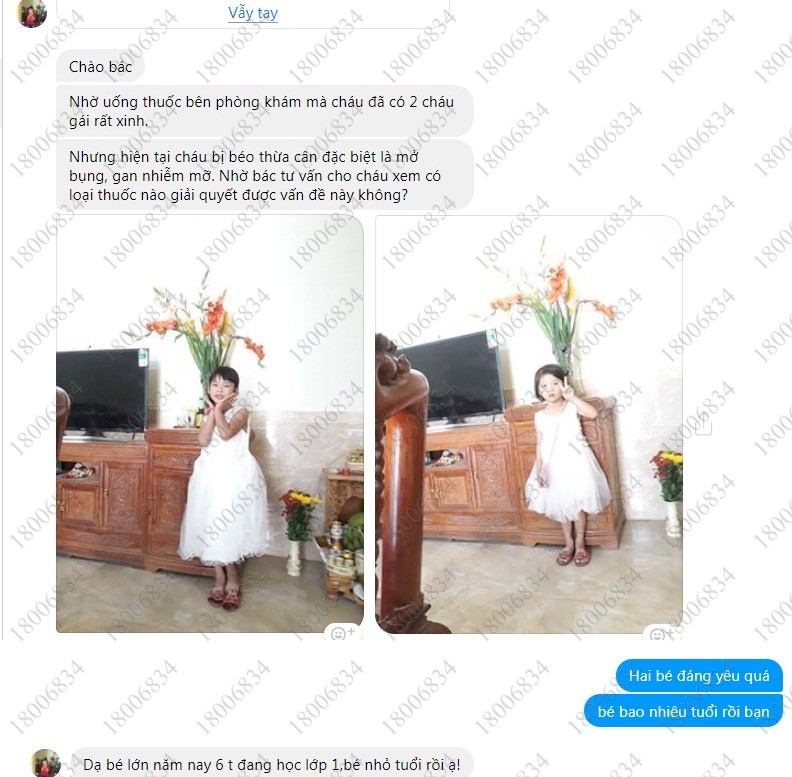 Vẫy tay
Chào bác
Nhờ uống thuốc bên phòng khám mà cháu đã có 2 cháu
gái rất xinh.
Nhưng hiện tại cháu bị béo thừa cân đặc biệt là mở
bụng, gan nhiễm mỡ. Nhờ bác tư vấn cho cháu xem có
loại thuốc nào giải quyết được vấn đề này không?
Hai bé đáng yêu quá
bé bao nhiêu tuổi rồi bạn
Dạ bé lớn năm nay 6 t đang học lớp 1,bé nhỏ tuổi rồi ạ!
18006834